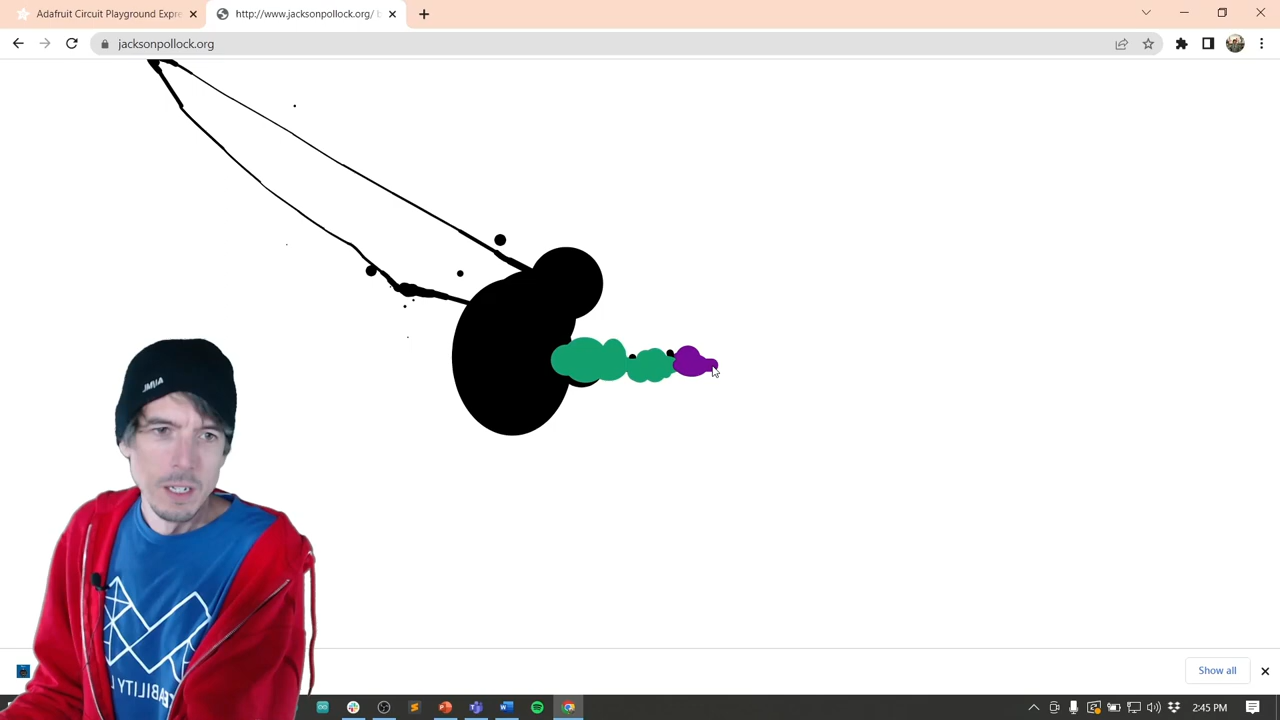 Adafruit Circuit Playground Expre
http://www.jacksonpollock.org/ b
jacksonpollock.org
Show all
2:45 PM